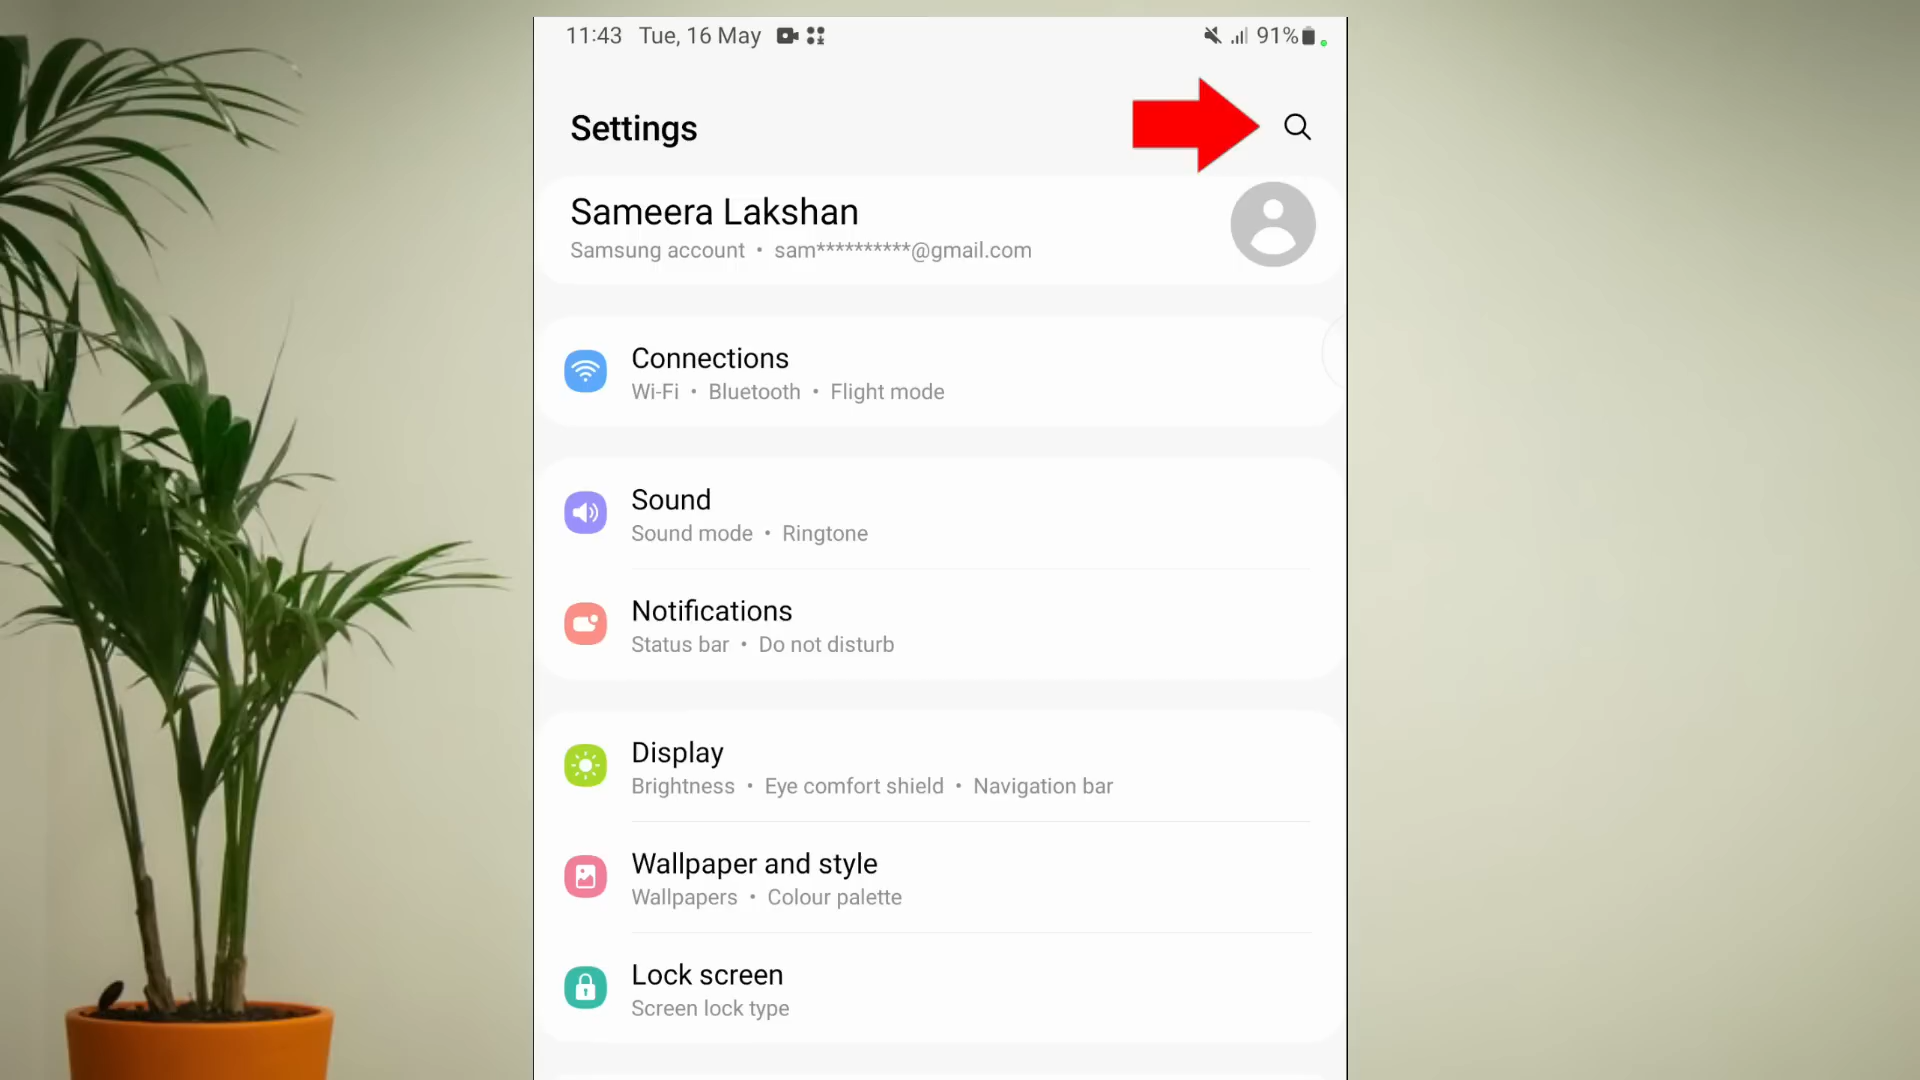 11:43 Tue, 16 May 91%
Settings
Sameera Lakshan
Samsung account • sam**********@gmail.com
Connections
Wi-Fi • Bluetooth • Flight mode
Sound
Sound mode • Ringtone
Notifications
Status bar • Do not disturb
Display
Brightness • Eye comfort shield • Navigation bar
Wallpaper and style
Wallpapers • Colour palette
Lock screen
Screen lock type